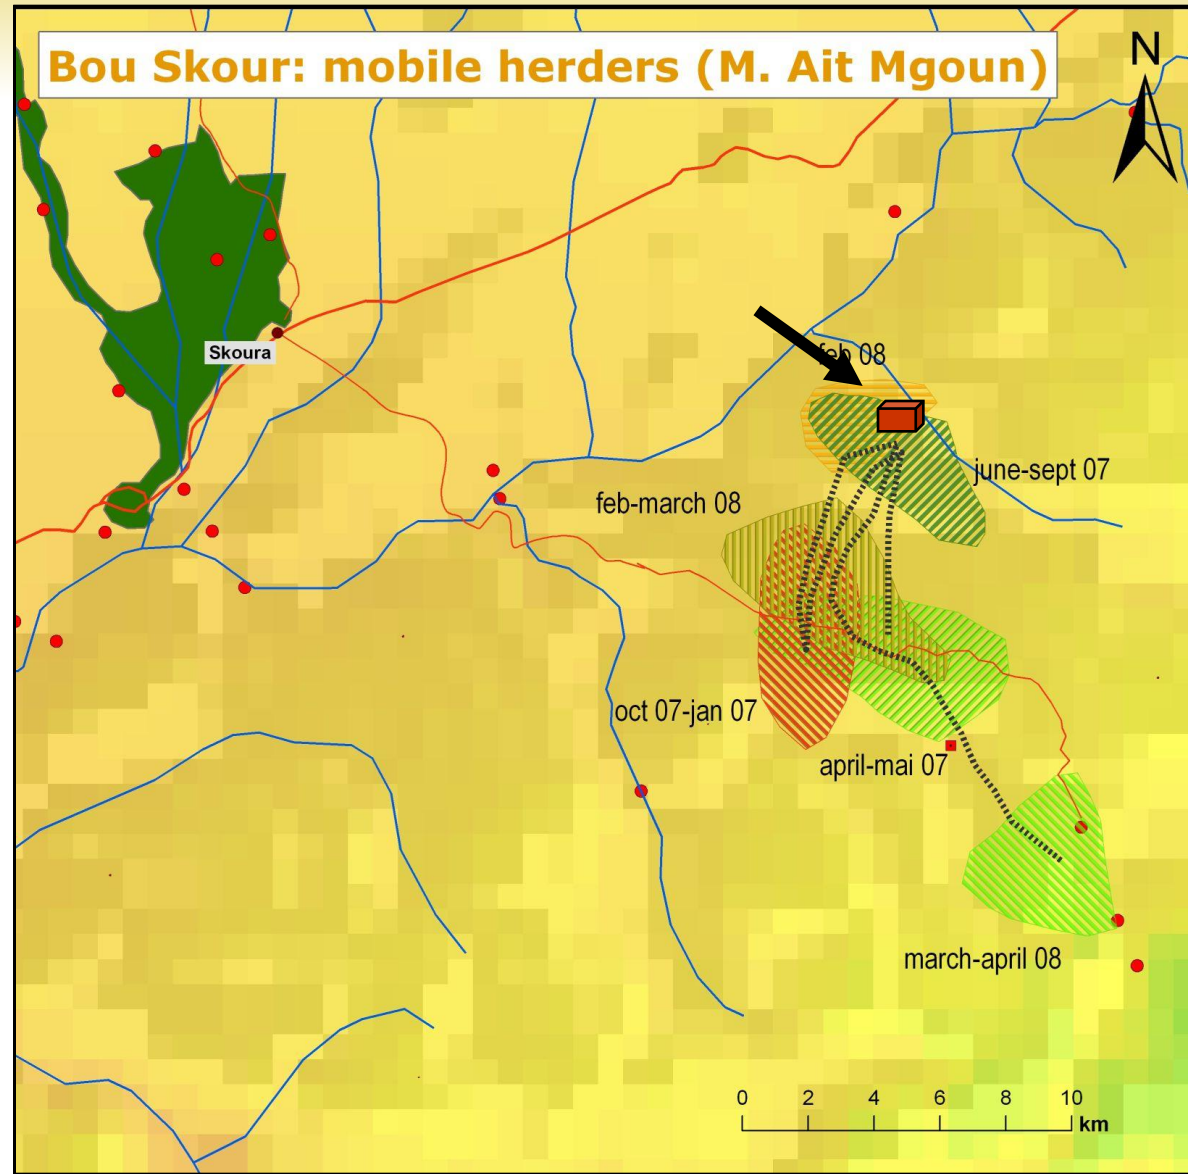 Bou Skour: mobile herders (M. Ait Mgoun)
N
Skoura
feb 08
june-sept 07
feb-march 08
oct 07-jan 07
april-mai 07
march-april 08
0 2 4 6 8 10
km